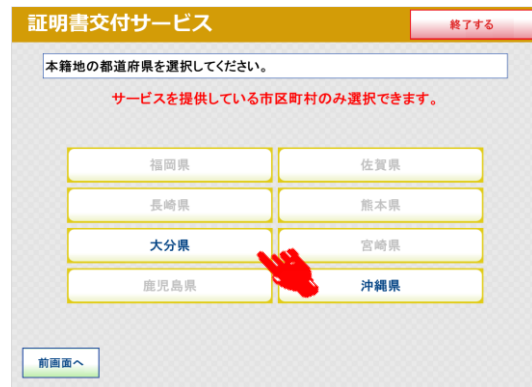 証明書交付サービス
終了する
本籍地の都道府県を選択してください。
サービスを提供している市区町村のみ選択できます。
福岡県
佐賀県
長崎県
熊本県
大分県
宮崎県
鹿児島県
沖縄県
前画面へ